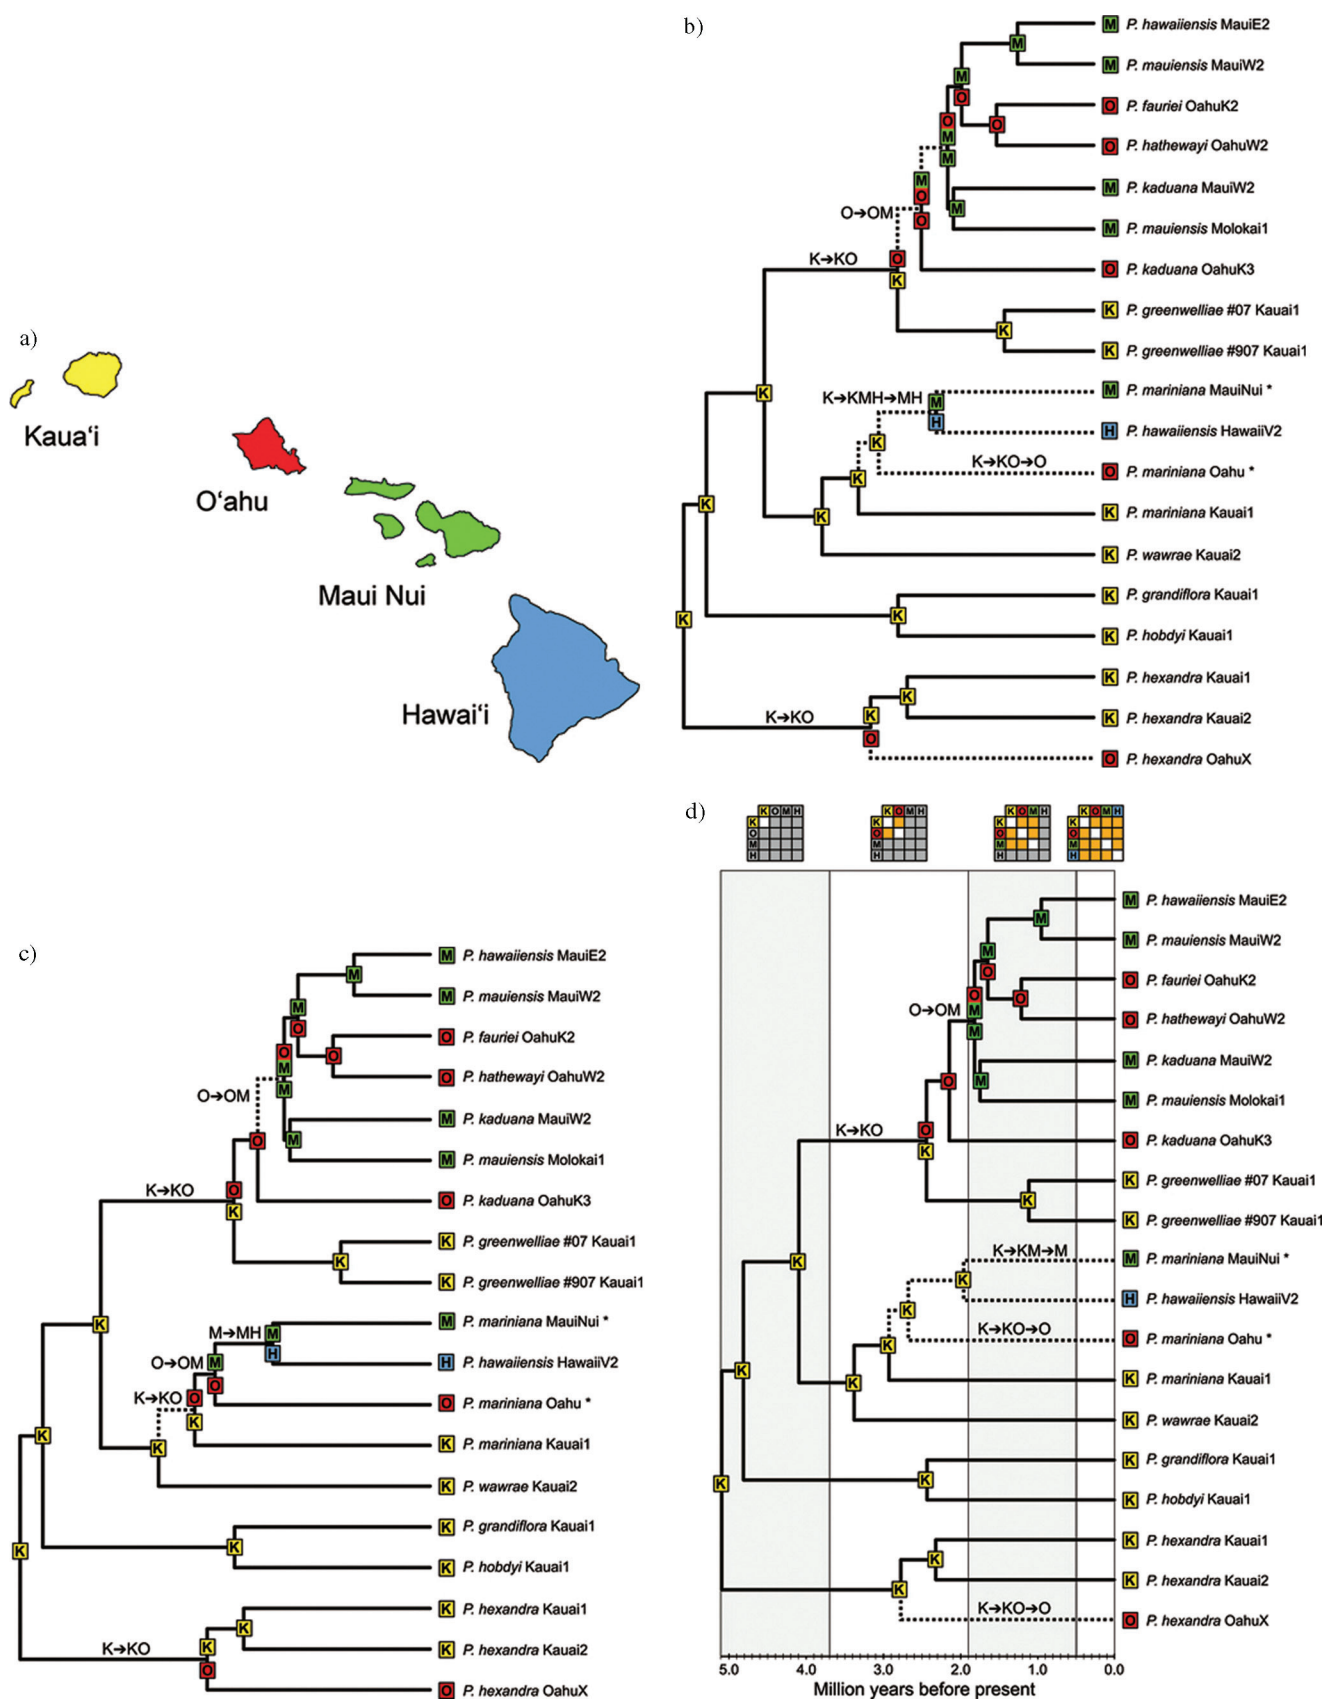 a)
Kauaʻi
Oʻahu
Maui Nui
Hawaiʻi
b)
M P. hawaiiensis MauiE2
M
M P. mauiensis MauiW2
M
O
O P. fauriei OahuK2
O
O P. hathewayi OahuW2
O
M
M
M P. kaduana MauiW2
M
M P. mauiensis Molokai1
M
O
O
O→OM
O P. kaduana OahuK3
K→KO
O
K
K P. greenwelliae #07 Kauai1
K
K P. greenwelliae #907 Kauai1
K
M P. mariniana MauiNui *
K→KMH→MH
M
H
H P. hawaiiensis HawaiiV2
K
K→KO→O
O P. mariniana Oahu *
K
K P. mariniana Kauai1
K
K
K P. wawrae Kauai2
K P. grandiflora Kauai1
K
K
K P. hobdyi Kauai1
K P. hexandra Kauai1
K
K P. hexandra Kauai2
K→KO
K
O
O P. hexandra OahuX
c)
M P. hawaiiensis MauiE2
M
M P. mauiensis MauiW2
M
O
O P. fauriei OahuK2
O
O P. hathewayi OahuW2
O
M
M
O→OM
M P. kaduana MauiW2
M
O
M P. mauiensis Molokai1
K→KO
O
K
O P. kaduana OahuK3
K P. greenwelliae #07 Kauai1
K
K P. greenwelliae #907 Kauai1
K
M P. mariniana MauiNui *
M→MH
M
H
H P. hawaiiensis HawaiiV2
O→OM
M
O
K→KO
O
K
O P. mariniana Oahu *
K P. mariniana Kauai1
K
K
K P. wawrae Kauai2
K P. grandiflora Kauai1
K
K
K P. hobdyi Kauai1
K P. hexandra Kauai1
K
K P. hexandra Kauai2
K→KO
K
O
O P. hexandra OahuX
d)
K O M H
K
O
M
H
K O M H
K
O
M
H
K O M H
K
O
M
H
K O M H
K
O
M
H
M P. hawaiiensis MauiE2
M
M P. mauiensis MauiW2
M
O
O P. fauriei OahuK2
O
O P. hathewayi OahuW2
O→OM
O
M
M
M P. kaduana MauiW2
M
O
M P. mauiensis Molokai1
K→KO
O
K
O P. kaduana OahuK3
K P. greenwelliae #07 Kauai1
K
K P. greenwelliae #907 Kauai1
K
K→KM→M
M P. mariniana MauiNui *
K
H P. hawaiiensis HawaiiV2
K
K→KO→O
O P. mariniana Oahu *
K
K P. mariniana Kauai1
K
K
K P. wawrae Kauai2
K P. grandiflora Kauai1
K
K
K P. hobdyi Kauai1
K P. hexandra Kauai1
K
K P. hexandra Kauai2
K
K→KO→O
O P. hexandra OahuX
5.0 4.0 3.0 2.0 1.0 0.0
Million years before present